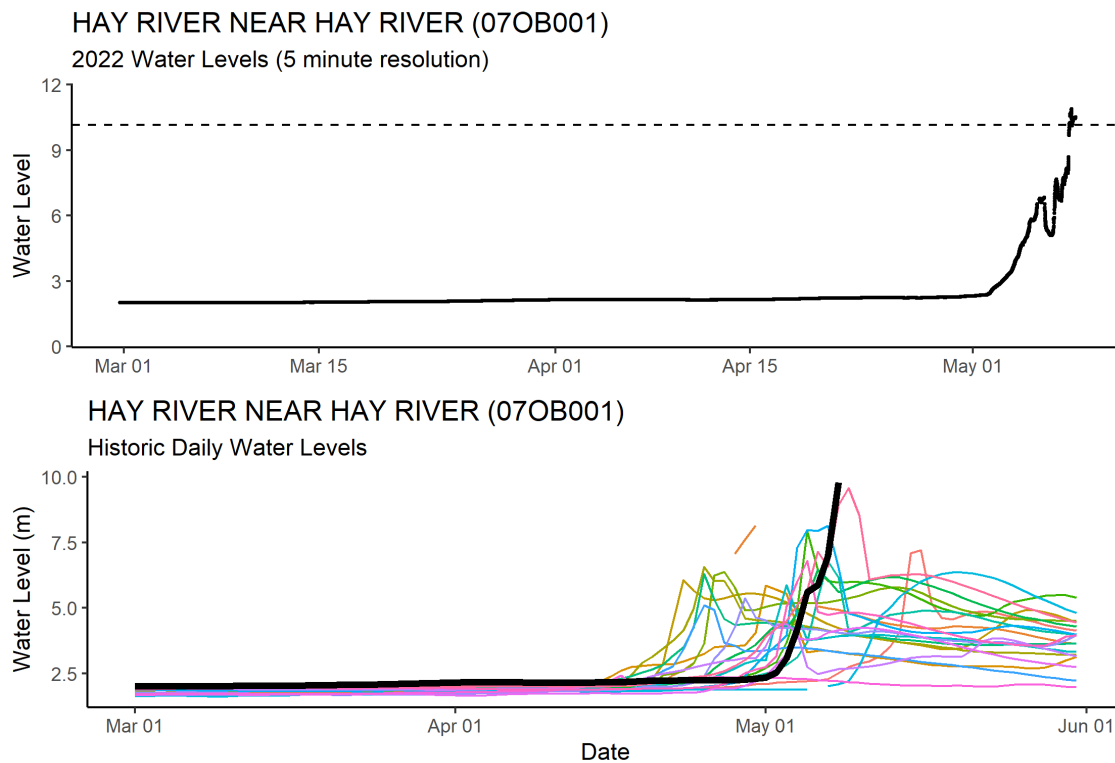 HAY RIVER NEAR HAY RIVER (07OB001)
2022 Water Levels (5 minute resolution)
Water Level
12
9
6
3
0
Mar 01
Mar 15
Apr 01
Apr 15
May 01
HAY RIVER NEAR HAY RIVER (07OB001)
Historic Daily Water Levels
Water Level (m)
10.0
7.5
5.0
2.5
Mar 01
Apr 01
May 01
Jun 01
Date